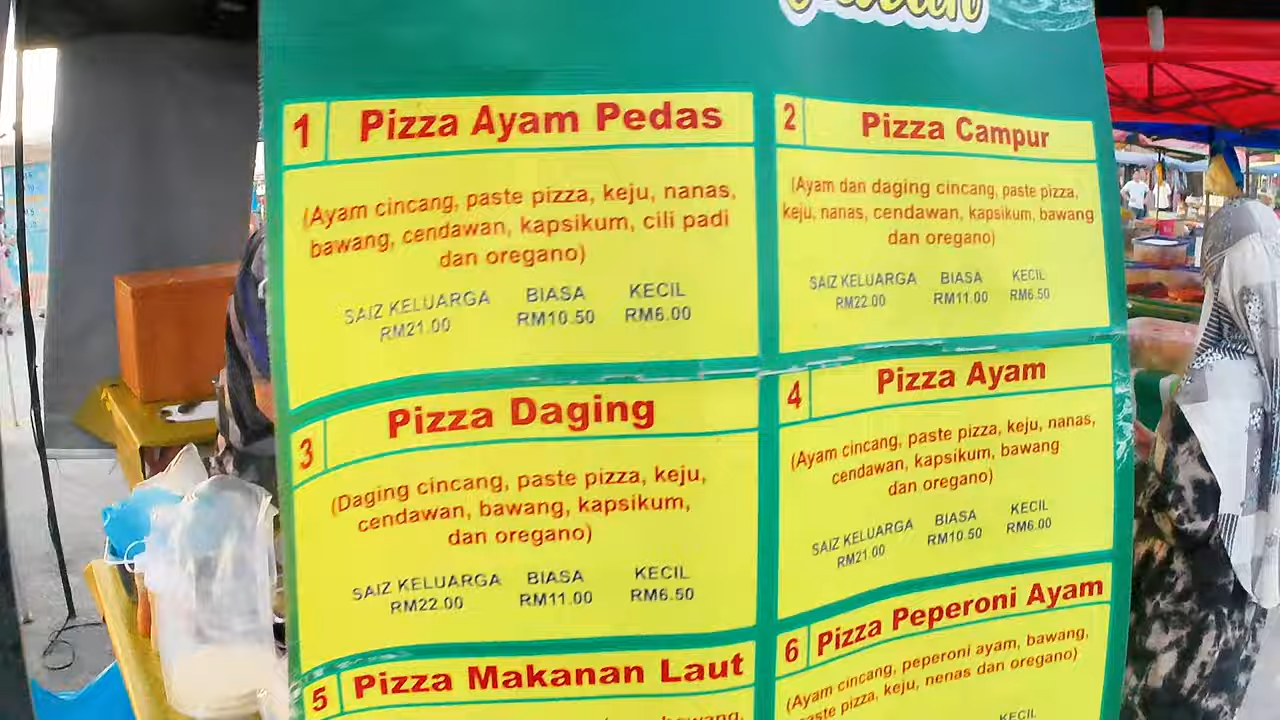 1 Pizza Ayam Pedas
(Ayam cincang, paste pizza, keju, nanas,
bawang, cendawan, kapsikum, cili padi
dan oregano)
SAIZ KELUARGA BIASA KECIL
RM21.00 RM10.50 RM6.00
2 Pizza Campur
(Ayam dan daging cincang, paste pizza,
keju, nanas, cendawan, kapsikum, bawang
dan oregano)
SAIZ KELUARGA BIASA KECIL
RM22.00 RM11.00 RM6.50
3 Pizza Daging
(Daging cincang, paste pizza, keju,
cendawan, bawang, kapsikum,
dan oregano)
SAIZ KELUARGA BIASA KECIL
RM22.00 RM11.00 RM6.50
4 Pizza Ayam
(Ayam cincang, paste pizza, keju, nanas,
cendawan, kapsikum, bawang
dan oregano)
SAIZ KELUARGA BIASA KECIL
RM21.00 RM10.50 RM6.00
5 Pizza Makanan Laut
bawang,
6 Pizza Peperoni Ayam
(Ayam cincang, peperoni ayam, bawang,
paste pizza, keju, nenas dan oregano)
KECIL